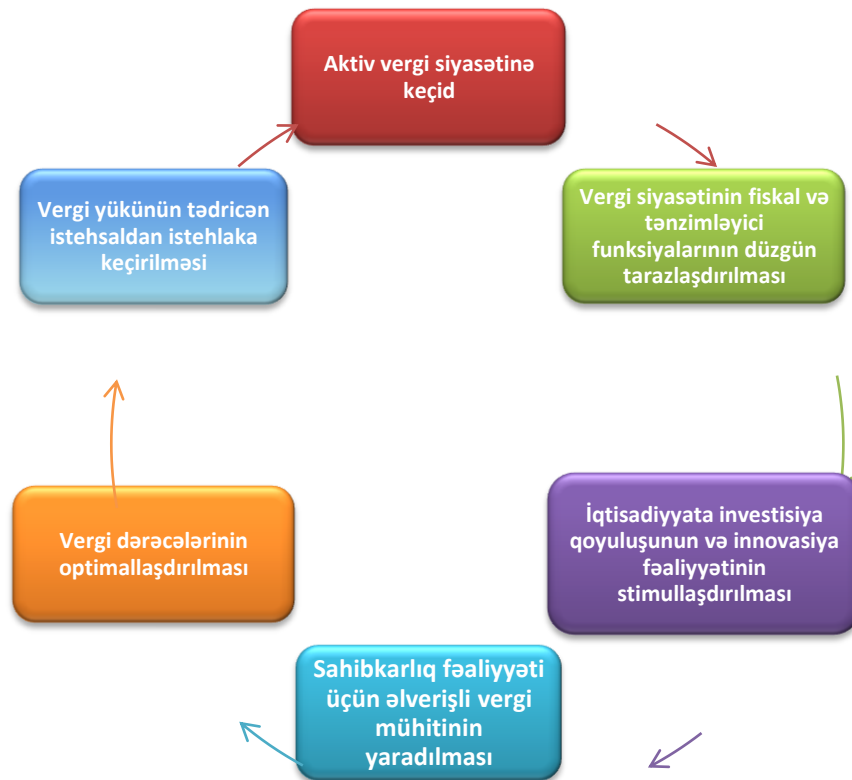 Aktiv vergi siyasətinə
keçid
Vergi siyasətinin fiskal və
tənzimləyici
funksiyalarının düzgün
tarazlaşdırılması
İqtisadiyyata investisiya
qoyuluşunun və innovasiya
fəaliyyətinin
stimullaşdırılması
Sahibkarlıq fəaliyyəti
üçün əlverişli vergi
mühitinin
yaradılması
Vergi dərəcələrinin
optimallaşdırılması
Vergi yükünün tədricən
istehsaldan istehlaka
keçirilməsi